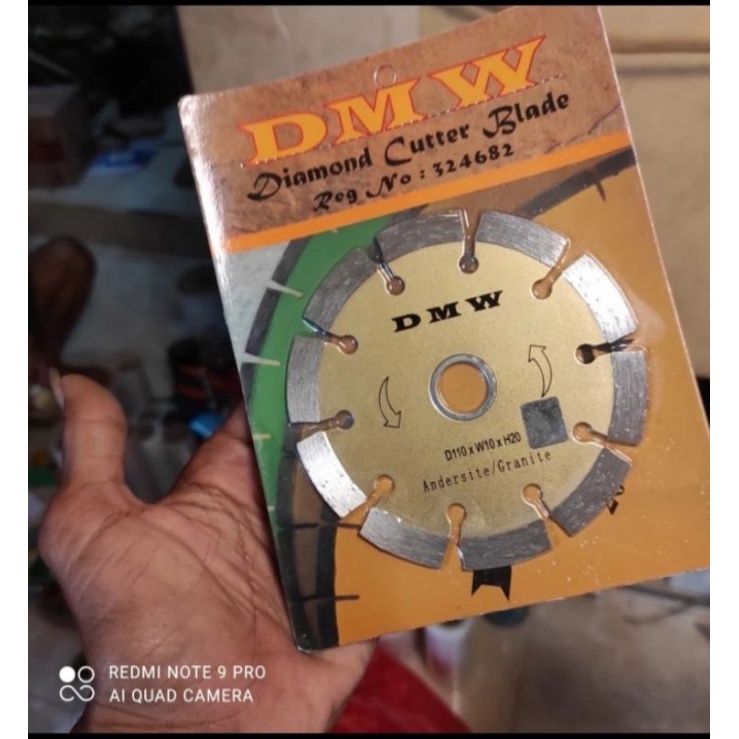 DMW
Diamond Cutter Blade
Reg No : 324682
DMW
D110 x W10 x H20
Andersite/Granite
REDMI NOTE 9 PRO
AI QUAD CAMERA